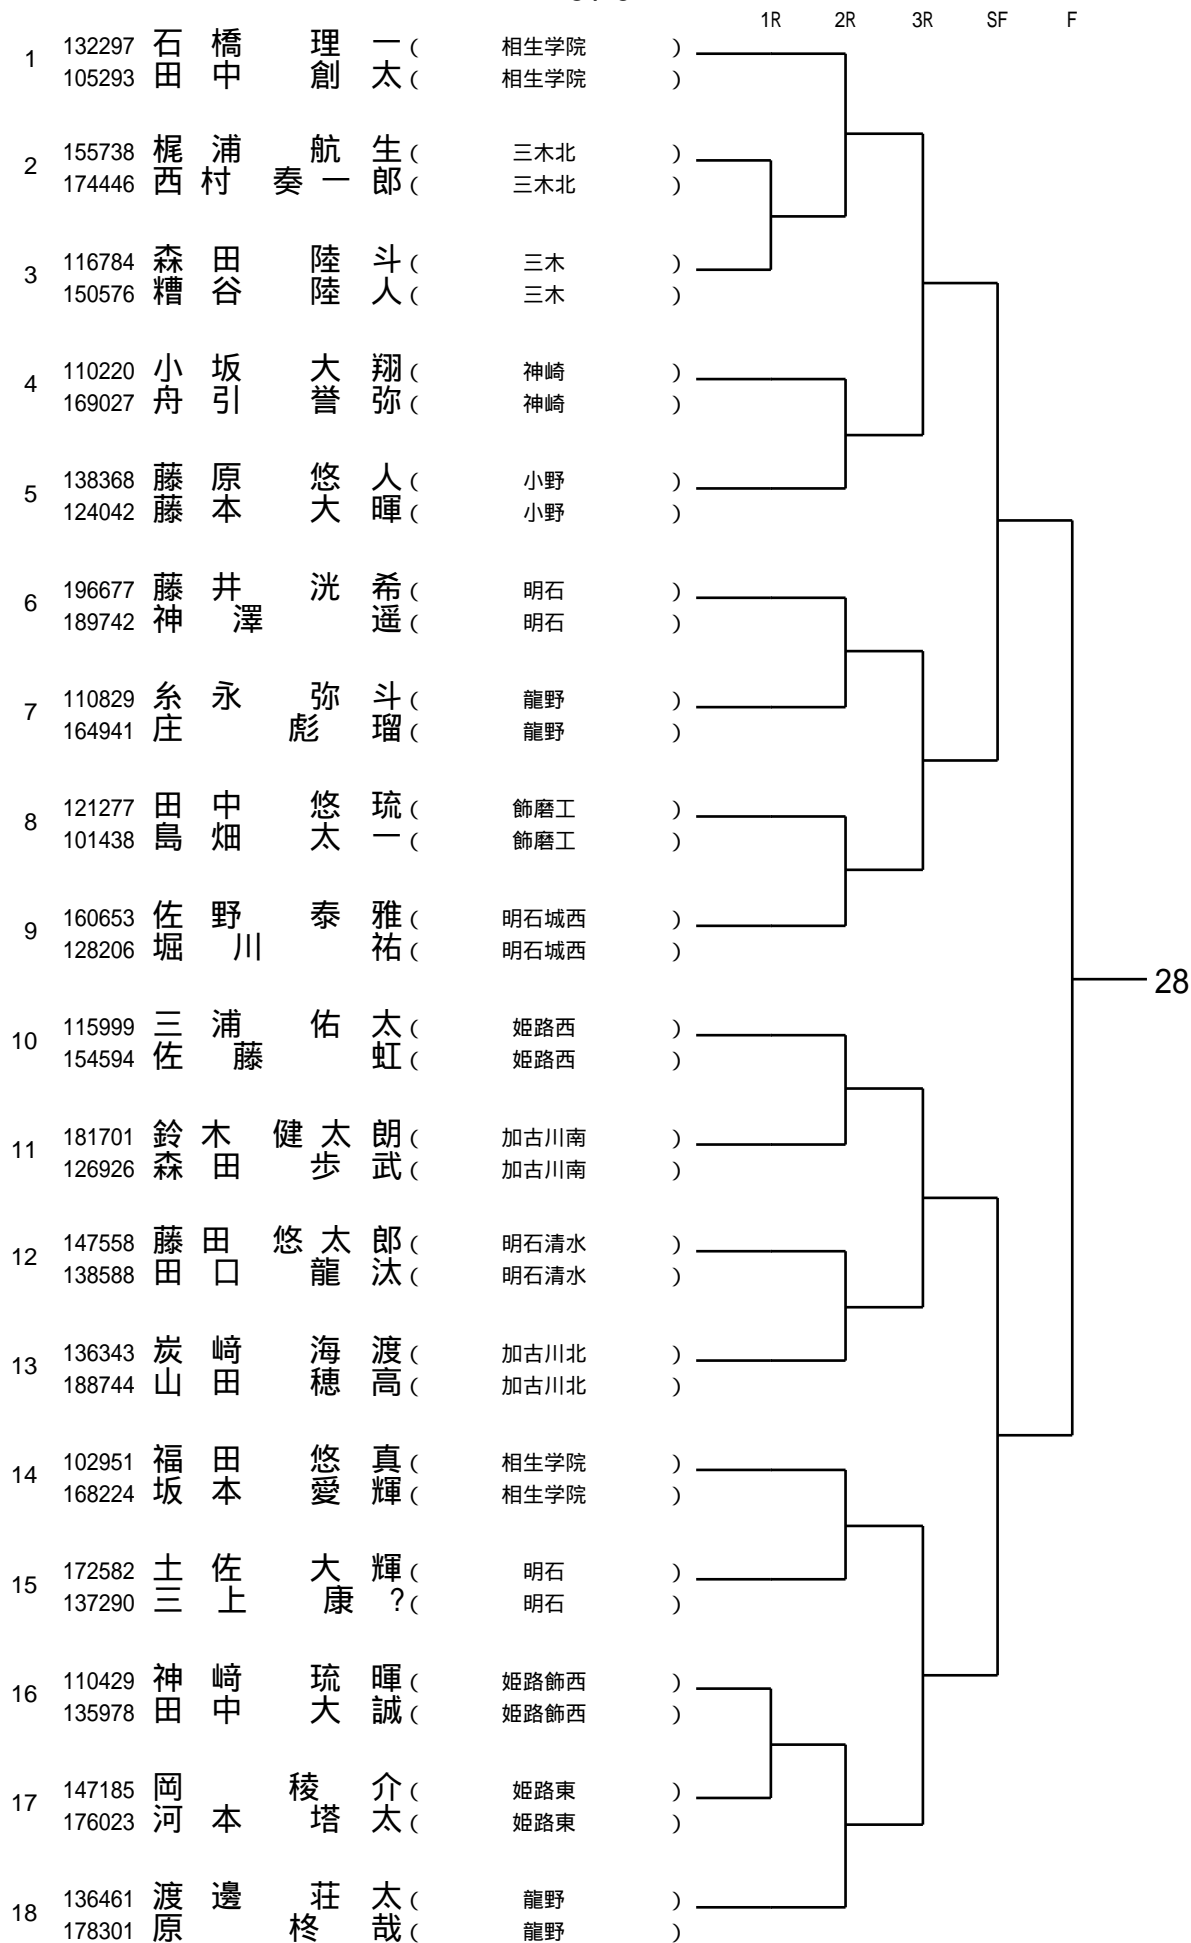 1R 2R 3R SF F
1 132297 石橋 理一 ( 相生学院 )
105293 田中 創太 ( 相生学院 )
2 155738 梶浦 航生 ( 三木北 )
174446 西村 奏一郎 ( 三木北 )
3 116784 森田 陸斗 ( 三木 )
150576 糟谷 陸人 ( 三木 )
4 110220 小坂 大翔 ( 神崎 )
169027 舟引 誉弥 ( 神崎 )
5 138368 藤原 悠人 ( 小野 )
124042 藤本 大暉 ( 小野 )
6 196677 藤井 洸希 ( 明石 )
189742 神澤 遥 ( 明石 )
7 110829 糸永 弥斗 ( 龍野 )
164941 庄 彪瑠 ( 龍野 )
8 121277 田中 悠琉 ( 飾磨工 )
101438 島畑 太一 ( 飾磨工 )
9 160653 佐野 泰雅 ( 明石城西 )
128206 堀川 祐 ( 明石城西 )
28
10 115999 三浦 佑太 ( 姫路西 )
154594 佐藤 虹 ( 姫路西 )
11 181701 鈴木 健太朗 ( 加古川南 )
126926 森田 歩武 ( 加古川南 )
12 147558 藤田 悠太郎 ( 明石清水 )
138588 田口 龍汰 ( 明石清水 )
13 136343 炭﨑 海渡 ( 加古川北 )
188744 山田 穂高 ( 加古川北 )
14 102951 福田 悠真 ( 相生学院 )
168224 坂本 愛輝 ( 相生学院 )
15 172582 土佐 大輝 ( 明石 )
137290 三上 康? ( 明石 )
16 110429 神﨑 琉暉 ( 姫路飾西 )
135978 田中 大誠 ( 姫路飾西 )
17 147185 岡 稜介 ( 姫路東 )
176023 河本 塔太 ( 姫路東 )
18 136461 渡邊 荘太 ( 龍野 )
178301 原 柊哉 ( 龍野 )